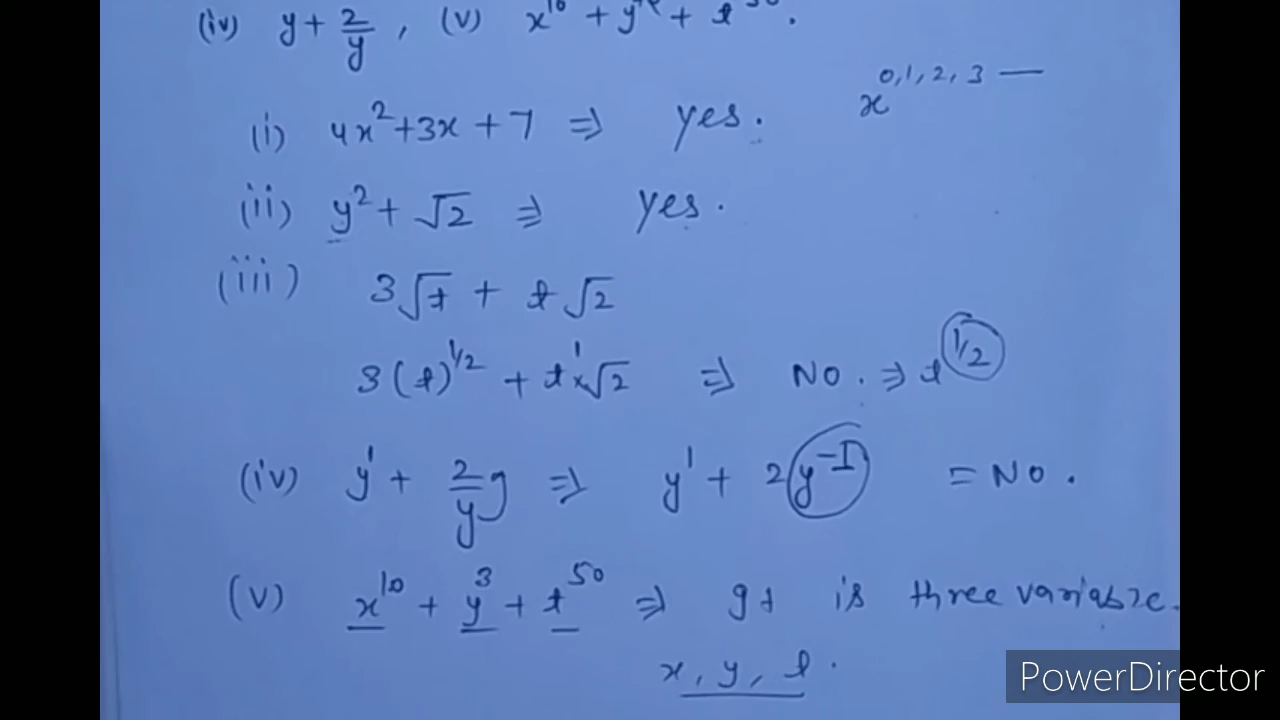 (iv) y + 2/y , (v) x¹⁰ + y + t⁵⁰ .
x^0,1,2,3 —
(i) 4x² + 3x + 7 ⇒ yes.
(ii) y² + √2 ⇒ yes.
(iii) 3√t + t√2
3(t)^1/2 + t¹×√2 ⇒ NO. ⇒ t^1/2
(iv) y¹ + 2/y ⇒ y¹ + 2y⁻¹ = NO.
(v) x¹⁰ + y³ + t⁵⁰ ⇒ It is three variable.
x, y, t.
PowerDirector